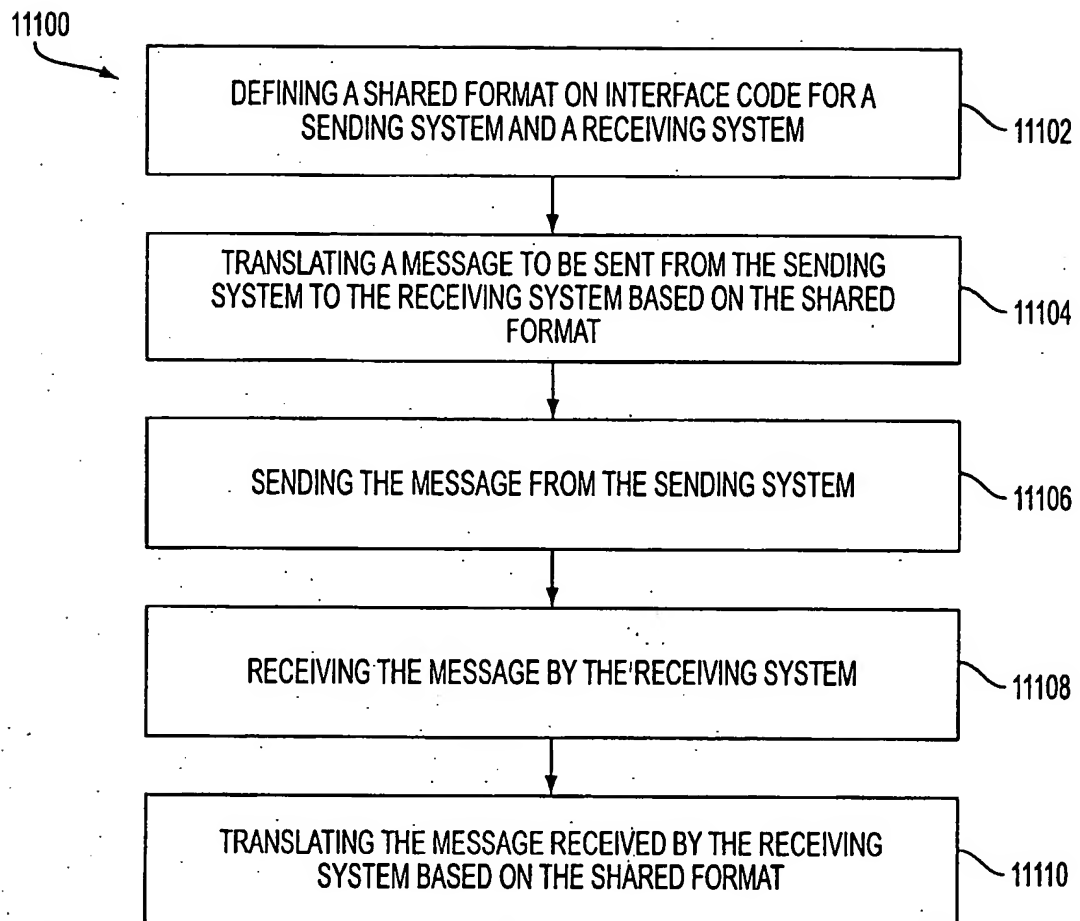 11100
DEFINING A SHARED FORMAT ON INTERFACE CODE FOR A
SENDING SYSTEM AND A RECEIVING SYSTEM
11102
TRANSLATING A MESSAGE TO BE SENT FROM THE SENDING
SYSTEM TO THE RECEIVING SYSTEM BASED ON THE SHARED
FORMAT
11104
SENDING THE MESSAGE FROM THE SENDING SYSTEM
11106
RECEIVING THE MESSAGE BY THE RECEIVING SYSTEM
11108
TRANSLATING THE MESSAGE RECEIVED BY THE RECEIVING
SYSTEM BASED ON THE SHARED FORMAT
11110